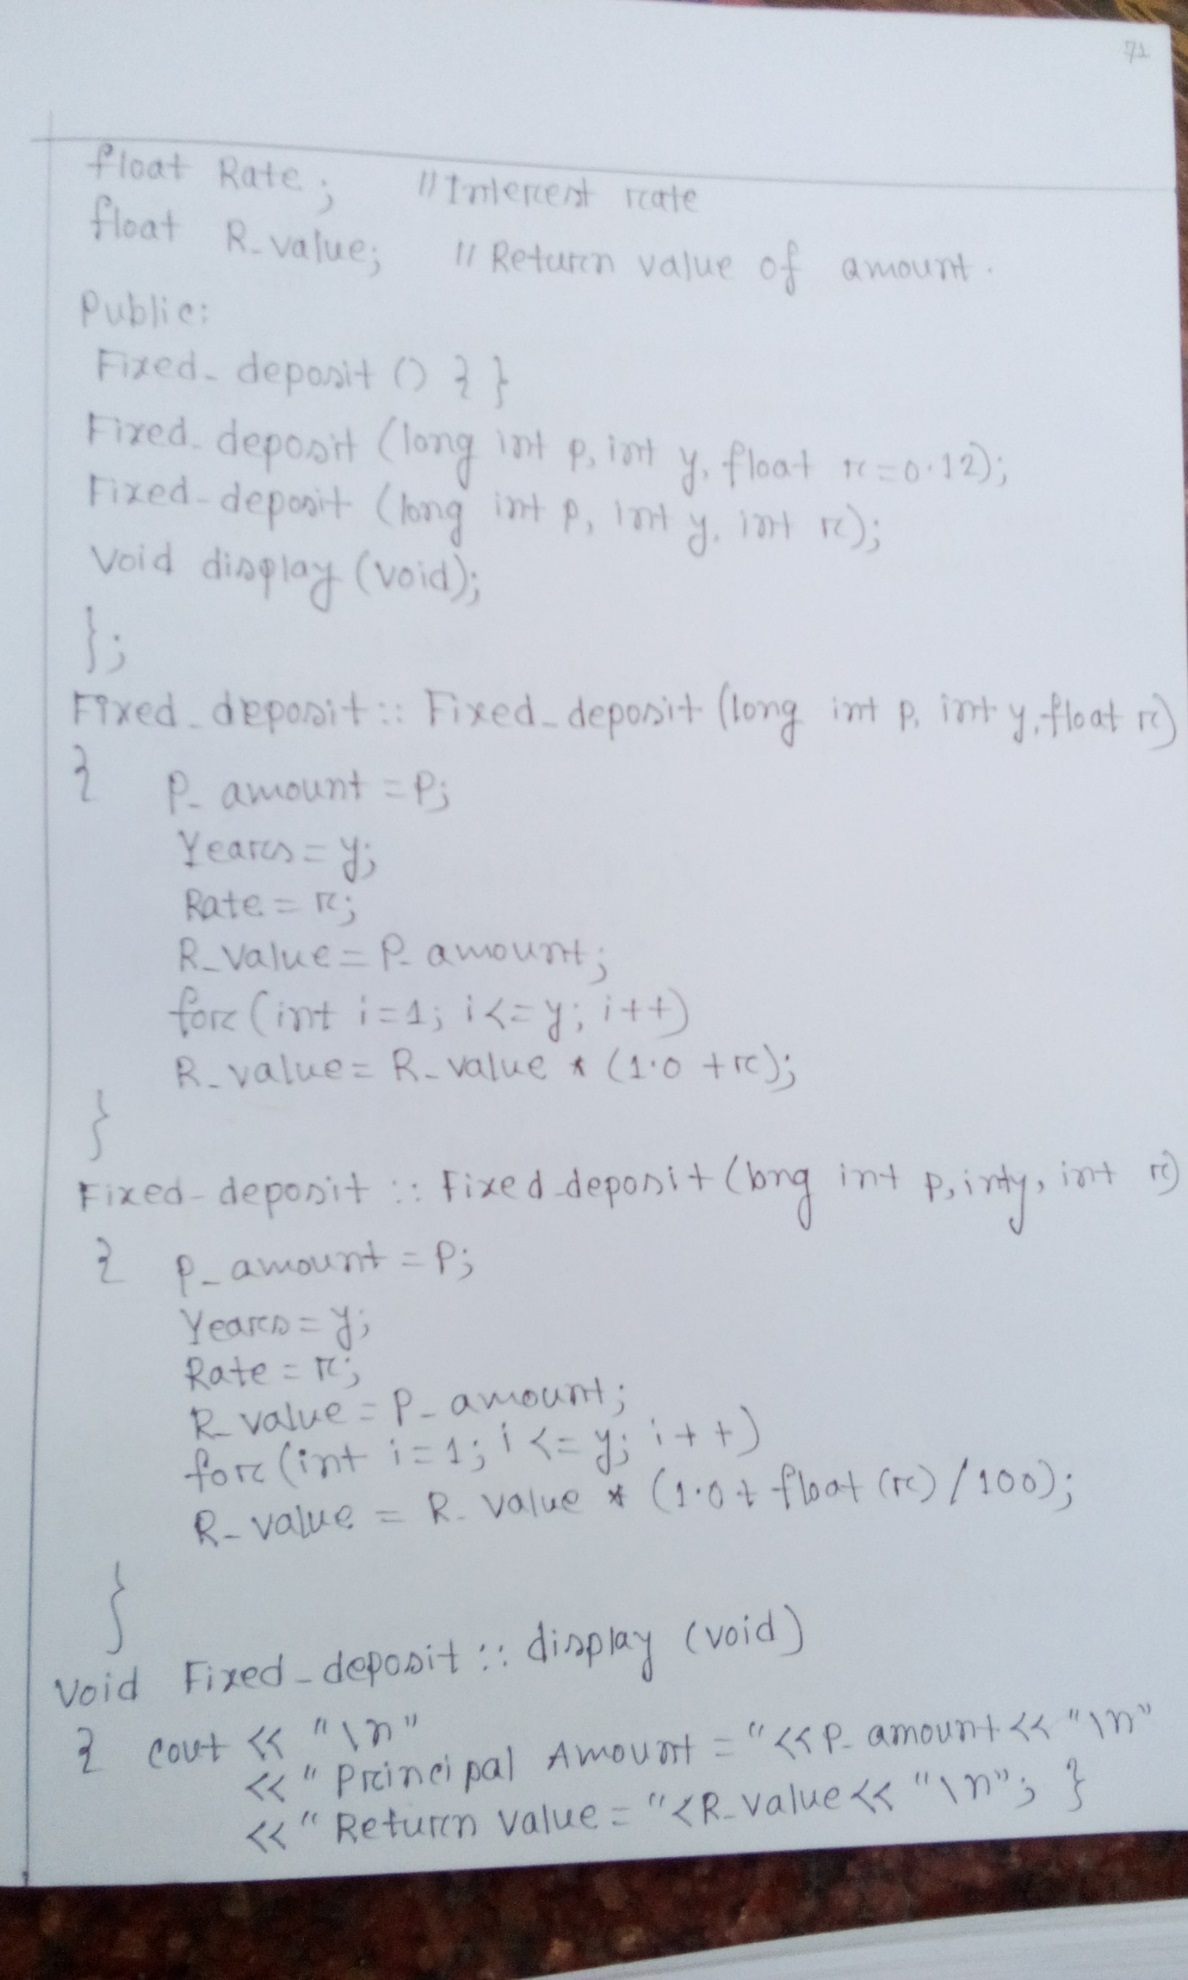 71
float Rate; // Interest rate
float R_value; // Return value of amount.
Public:
Fixed_deposit () { }
Fixed_deposit (long int p, int y, float r=0.12);
Fixed_deposit (long int p, int y, int r);
Void display (void);
};
Fixed_deposit :: Fixed_deposit (long int p, int y, float r)
{ P_amount = P;
Years = y;
Rate = r;
R_Value = P_amount;
for (int i=1; i<=y; i++)
R_value = R_value * (1.0 + r);
}
Fixed_deposit :: Fixed_deposit (long int p, int y, int r)
{ P_amount = P;
Years = y;
Rate = r;
R_value = P_amount;
for (int i=1; i<=y; i++)
R_value = R_value * (1.0 + float (r) / 100);
}
Void Fixed_deposit :: display (void)
{ cout << "\n"
<< "Principal Amount = "<<P_amount<< "\n"
<< "Return value = "<R_value<< "\n"; }